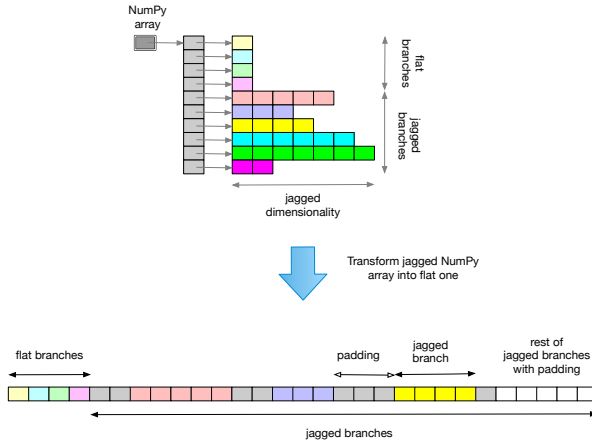 NumPy
array
flat
branches
jagged
branches
jagged
dimensionality
Transform jagged NumPy
array into flat one
flat branches
padding
jagged
branch
rest of
jagged branches
with padding
jagged branches